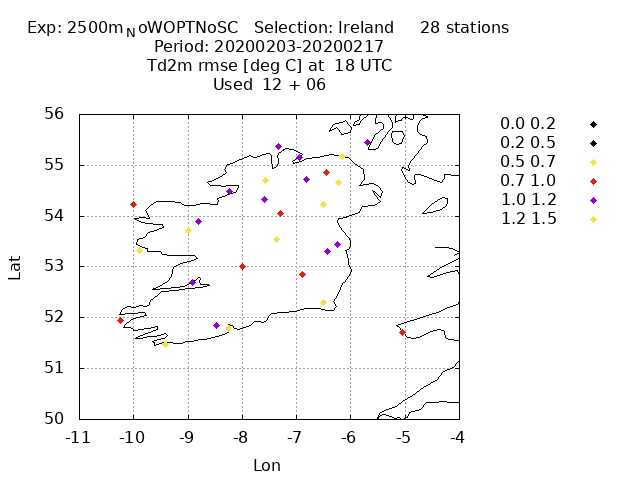 Exp: 2500m_NoWOPTNoSC Selection: Ireland 28 stations
Period: 20200203-20200217
Td2m rmse [deg C] at 18 UTC
Used 12 + 06
56
55
54
53
52
51
50
Lat
-11 -10 -9 -8 -7 -6 -5 -4
Lon
0.0 0.2
0.2 0.5
0.5 0.7
0.7 1.0
1.0 1.2
1.2 1.5